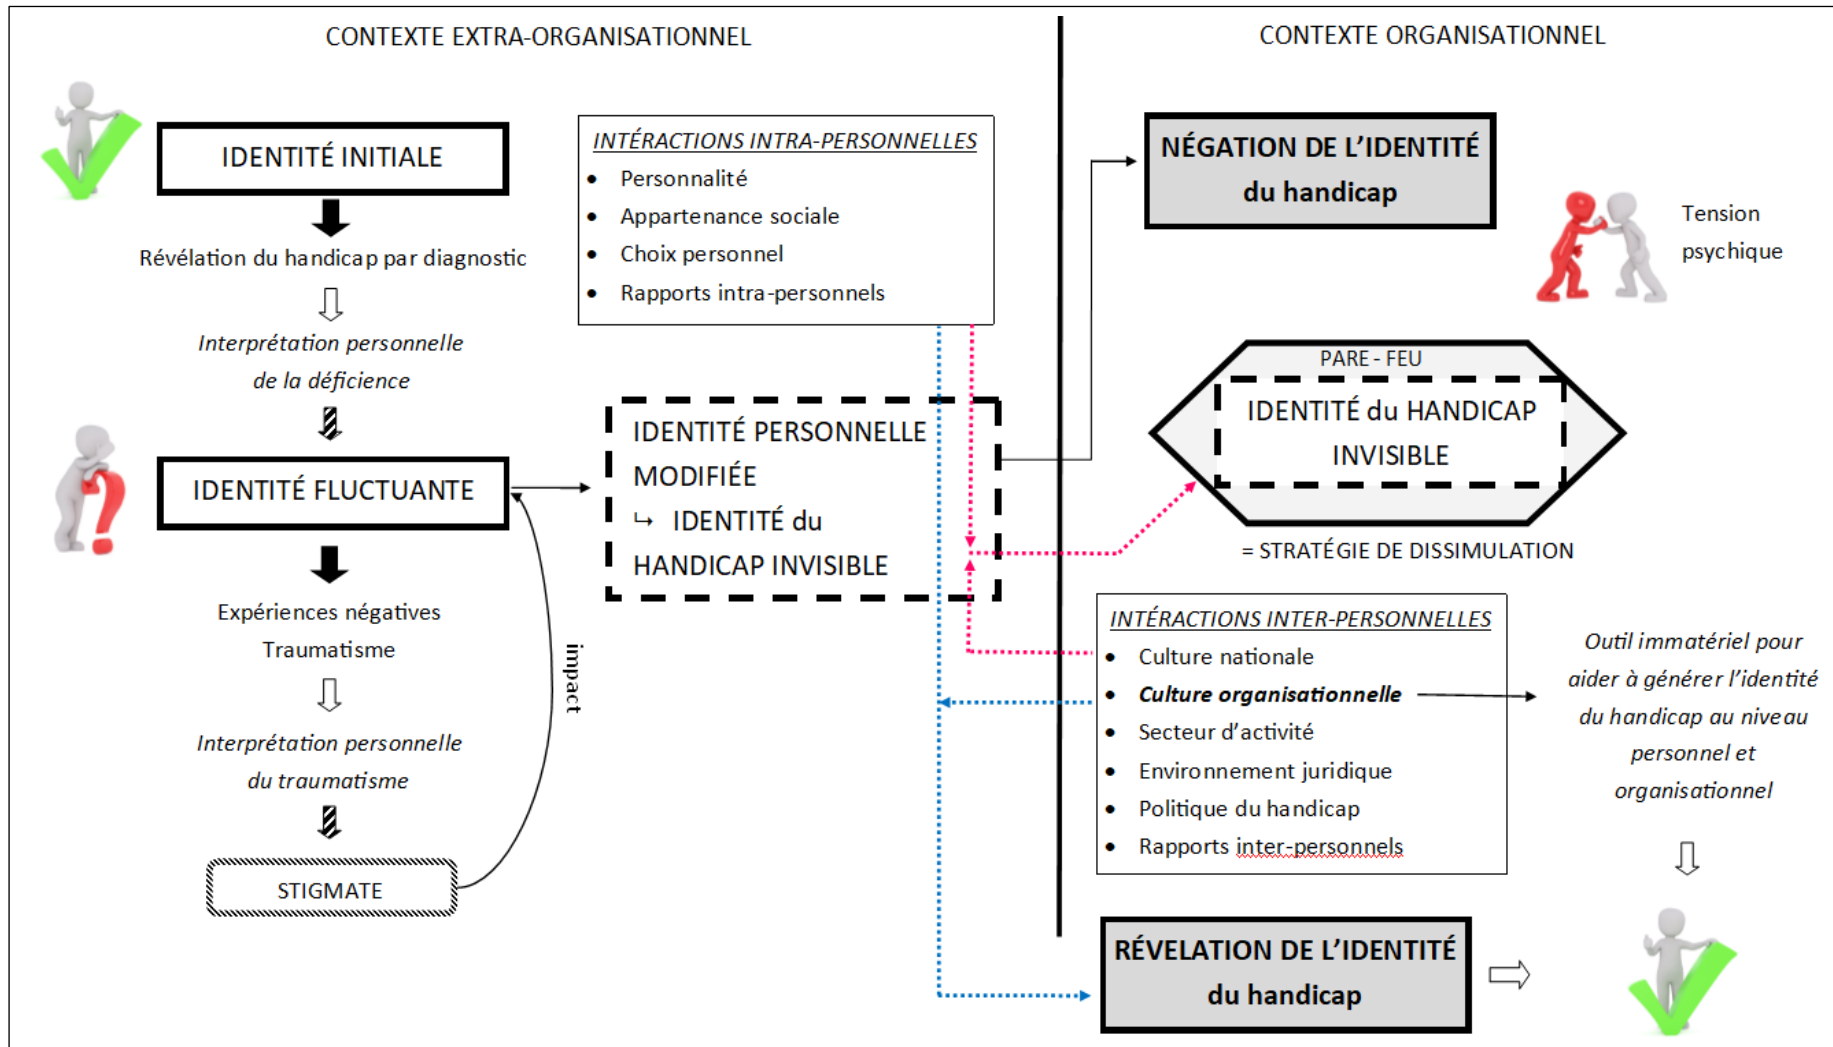 CONTEXTE EXTRA-ORGANISATIONNEL
IDENTITÉ INITIALE
Révélation du handicap par diagnostic
Interprétation personnelle
de la déficience
IDENTITÉ FLUCTUANTE
Expériences négatives
Traumatisme
Interprétation personnelle
du traumatisme
STIGMATE
impact
INTÉRACTIONS INTRA-PERSONNELLES
• Personnalité
• Appartenance sociale
• Choix personnel
• Rapports intra-personnels
IDENTITÉ PERSONNELLE
MODIFIÉE
↳ IDENTITÉ du
HANDICAP INVISIBLE
CONTEXTE ORGANISATIONNEL
NÉGATION DE L’IDENTITÉ
du handicap
Tension
psychique
PARE - FEU
IDENTITÉ du HANDICAP
INVISIBLE
= STRATÉGIE DE DISSIMULATION
INTÉRACTIONS INTER-PERSONNELLES
• Culture nationale
• Culture organisationnelle
• Secteur d’activité
• Environnement juridique
• Politique du handicap
• Rapports inter-personnels
Outil immatériel pour
aider à générer l’identité
du handicap au niveau
personnel et
organisationnel
RÉVELATION DE L’IDENTITÉ
du handicap